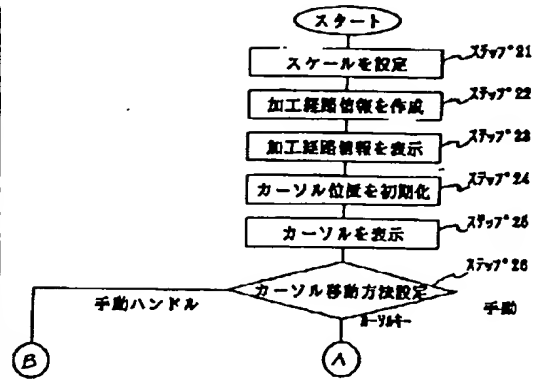 スタート
スケールを設定 ステップ21
加工経路情報を作成 ステップ22
加工経路情報を表示 ステップ23
カーソル位置を初期化 ステップ24
カーソルを表示 ステップ25
カーソル移動方法設定 ステップ26
手動ハンドル カーソルキー 手動
B A